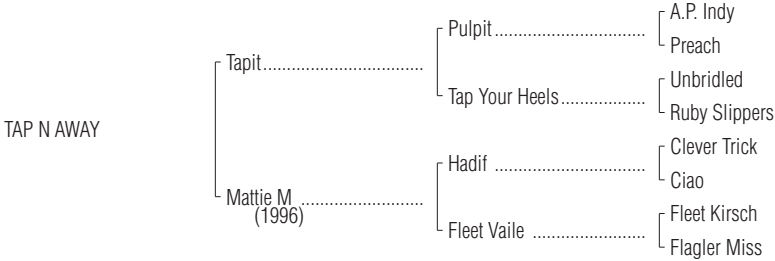 A.P. Indy
Pulpit
Preach
Tapit
Unbridled
Tap Your Heels
Ruby Slippers
TAP N AWAY
Clever Trick
Hadif
Ciao
Mattie M
(1996)
Fleet Kirsch
Fleet Vaile
Flagler Miss